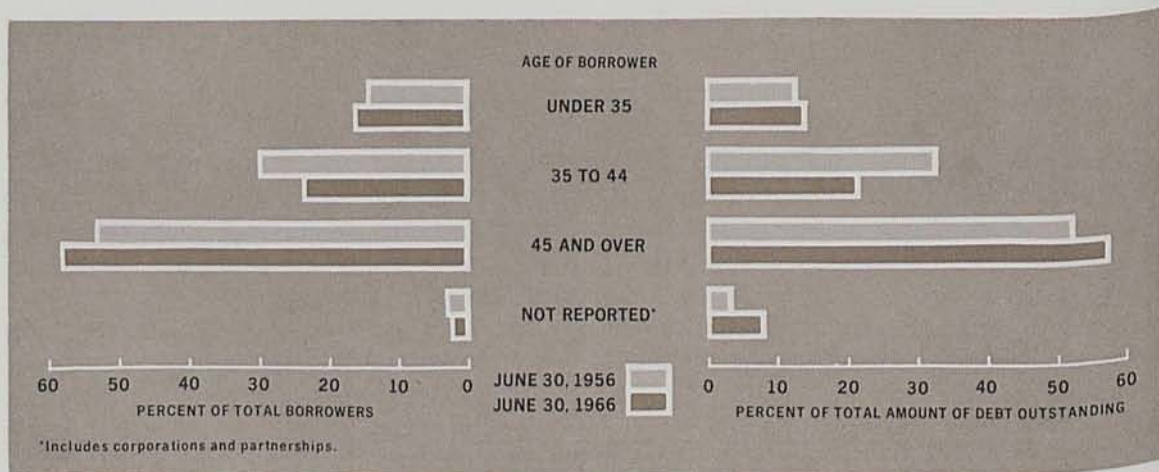 AGE OF BORROWER
UNDER 35
35 TO 44
45 AND OVER
NOT REPORTED*
60 50 40 30 20 10 0
PERCENT OF TOTAL BORROWERS
JUNE 30, 1956
JUNE 30, 1966
0 10 20 30 40 50 60
PERCENT OF TOTAL AMOUNT OF DEBT OUTSTANDING
*Includes corporations and partnerships.